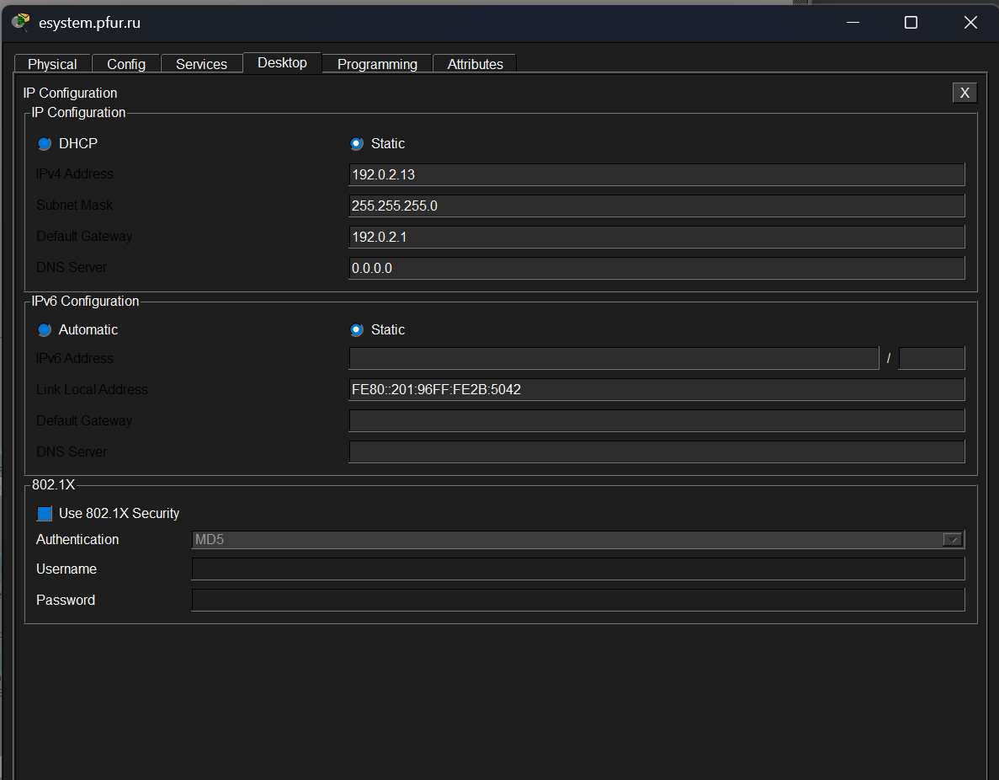 esystem.pfur.ru
Physical Config Services Desktop Programming Attributes
IP Configuration X
IP Configuration
DHCP Static
IPv4 Address 192.0.2.13
Subnet Mask 255.255.255.0
Default Gateway 192.0.2.1
DNS Server 0.0.0.0
IPv6 Configuration
Automatic Static
IPv6 Address /
Link Local Address FE80::201:96FF:FE2B:5042
Default Gateway
DNS Server
802.1X
Use 802.1X Security
Authentication MD5
Username
Password